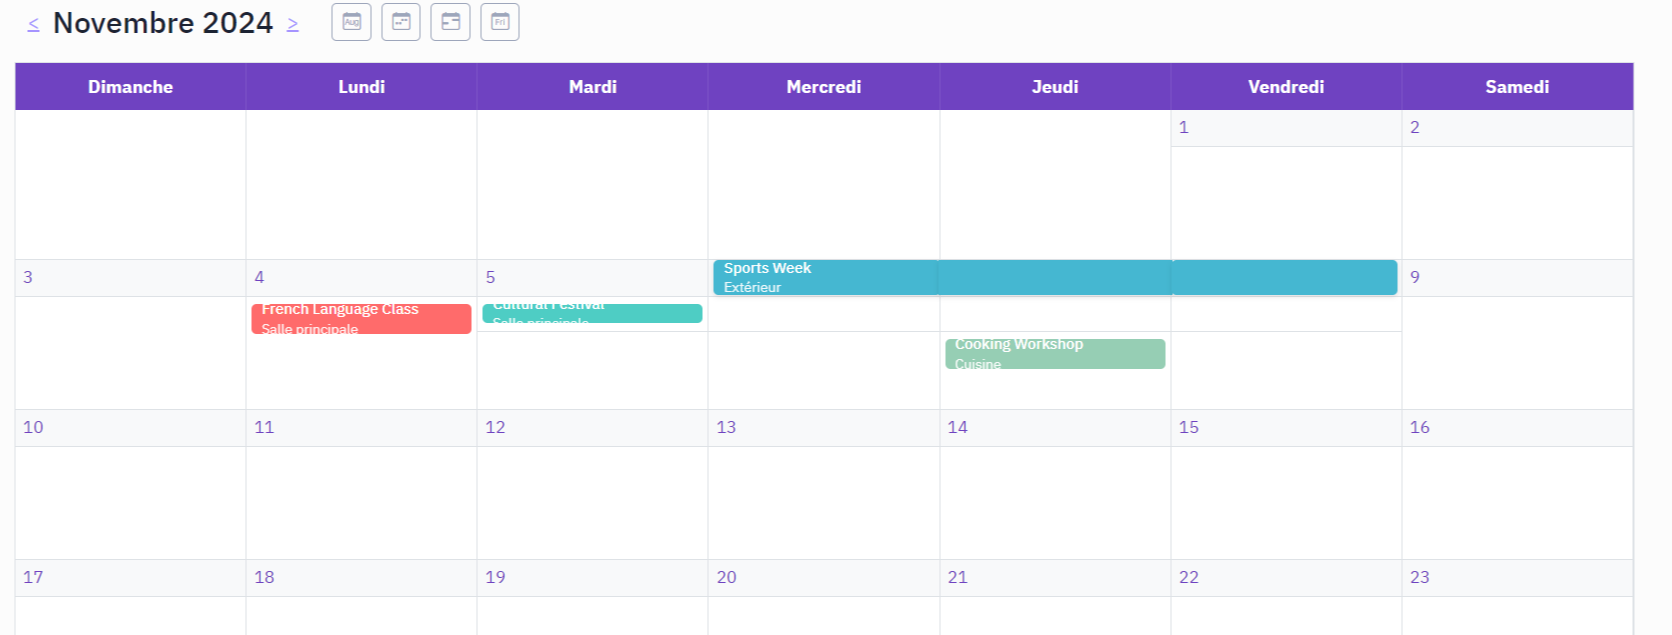 < Novembre 2024 > Aug Fri
Dimanche Lundi Mardi Mercredi Jeudi Vendredi Samedi
1 2
3 4 5 Sports Week 9
Extérieur
French Language Class Cultural Festival
Salle principale Salle principale
Cooking Workshop
Cuisine
10 11 12 13 14 15 16
17 18 19 20 21 22 23